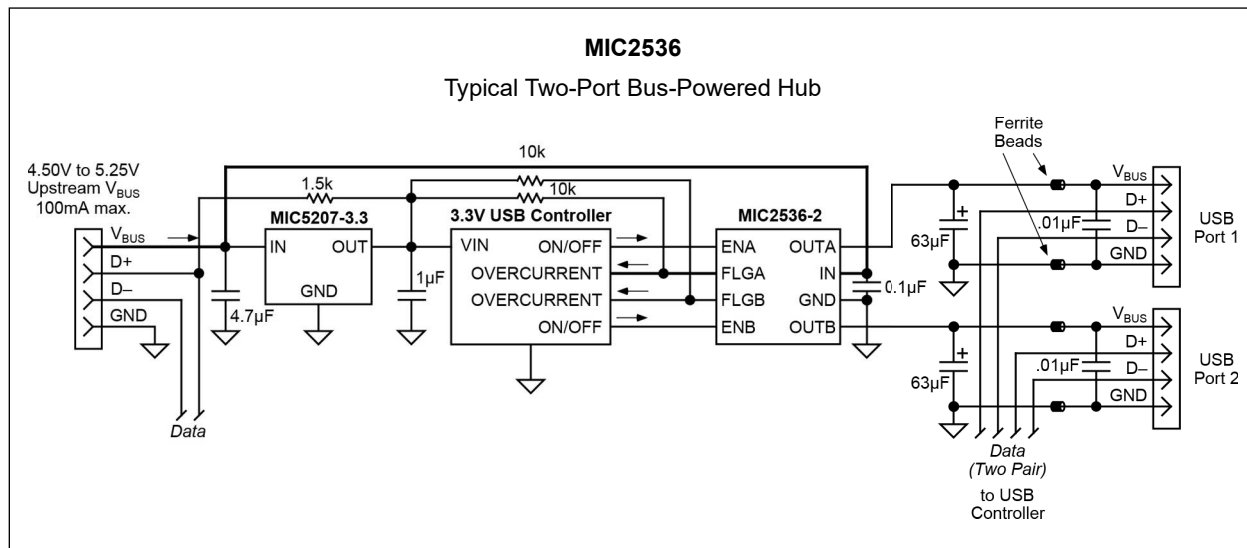 MIC2536
Typical Two-Port Bus-Powered Hub
4.50V to 5.25V
Upstream VBUS
100mA max.
VBUS
D+
D–
GND
Data
1.5k
10k
10k
MIC5207-3.3
IN
OUT
GND
4.7µF
1µF
3.3V USB Controller
VIN
ON/OFF
OVERCURRENT
OVERCURRENT
ON/OFF
MIC2536-2
ENA
OUTA
FLGA
IN
FLGB
GND
ENB
OUTB
0.1µF
Ferrite
Beads
63µF
.01µF
VBUS
D+
D–
GND
USB
Port 1
63µF
.01µF
VBUS
D+
D–
GND
USB
Port 2
Data
(Two Pair)
to USB
Controller